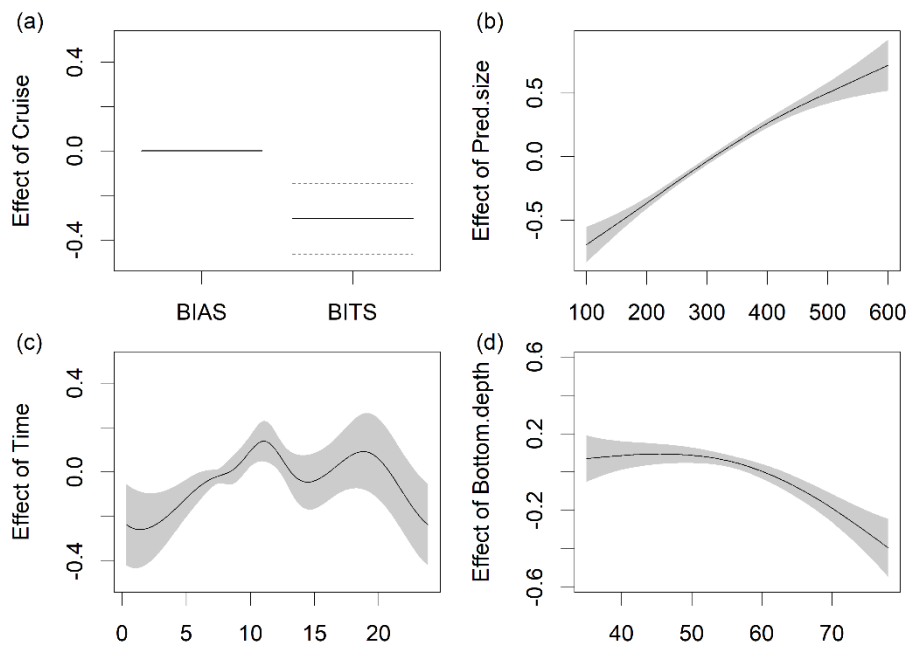 (a)
Effect of Cruise
0.4
0.0
-0.4
BIAS BITS
(b)
Effect of Pred.size
0.5
0.0
-0.5
100 200 300 400 500 600
(c)
Effect of Time
0.4
0.0
-0.4
0 5 10 15 20
(d)
Effect of Bottom.depth
0.6
0.2
-0.2
-0.6
40 50 60 70